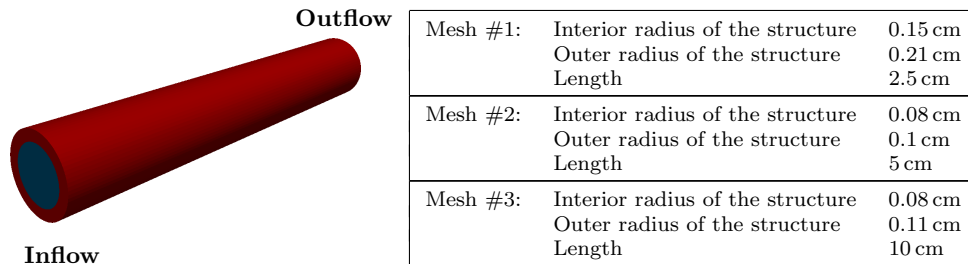 Outflow
Inflow
Mesh #1: Interior radius of the structure 0.15 cm
Outer radius of the structure 0.21 cm
Length 2.5 cm
Mesh #2: Interior radius of the structure 0.08 cm
Outer radius of the structure 0.1 cm
Length 5 cm
Mesh #3: Interior radius of the structure 0.08 cm
Outer radius of the structure 0.11 cm
Length 10 cm